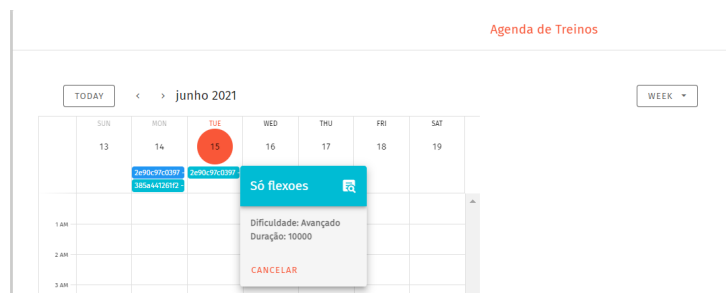 Agenda de Treinos
TODAY
junho 2021
WEEK
SUN MON TUE WED THU FRI SAT
13 14 15 16 17 18 19
2e90c97c0397 - 2e90c97c0397 -
385a441261f2 -
Só flexoes
Dificuldade: Avançado
Duração: 10000
CANCELAR
1 AM
2 AM
3 AM